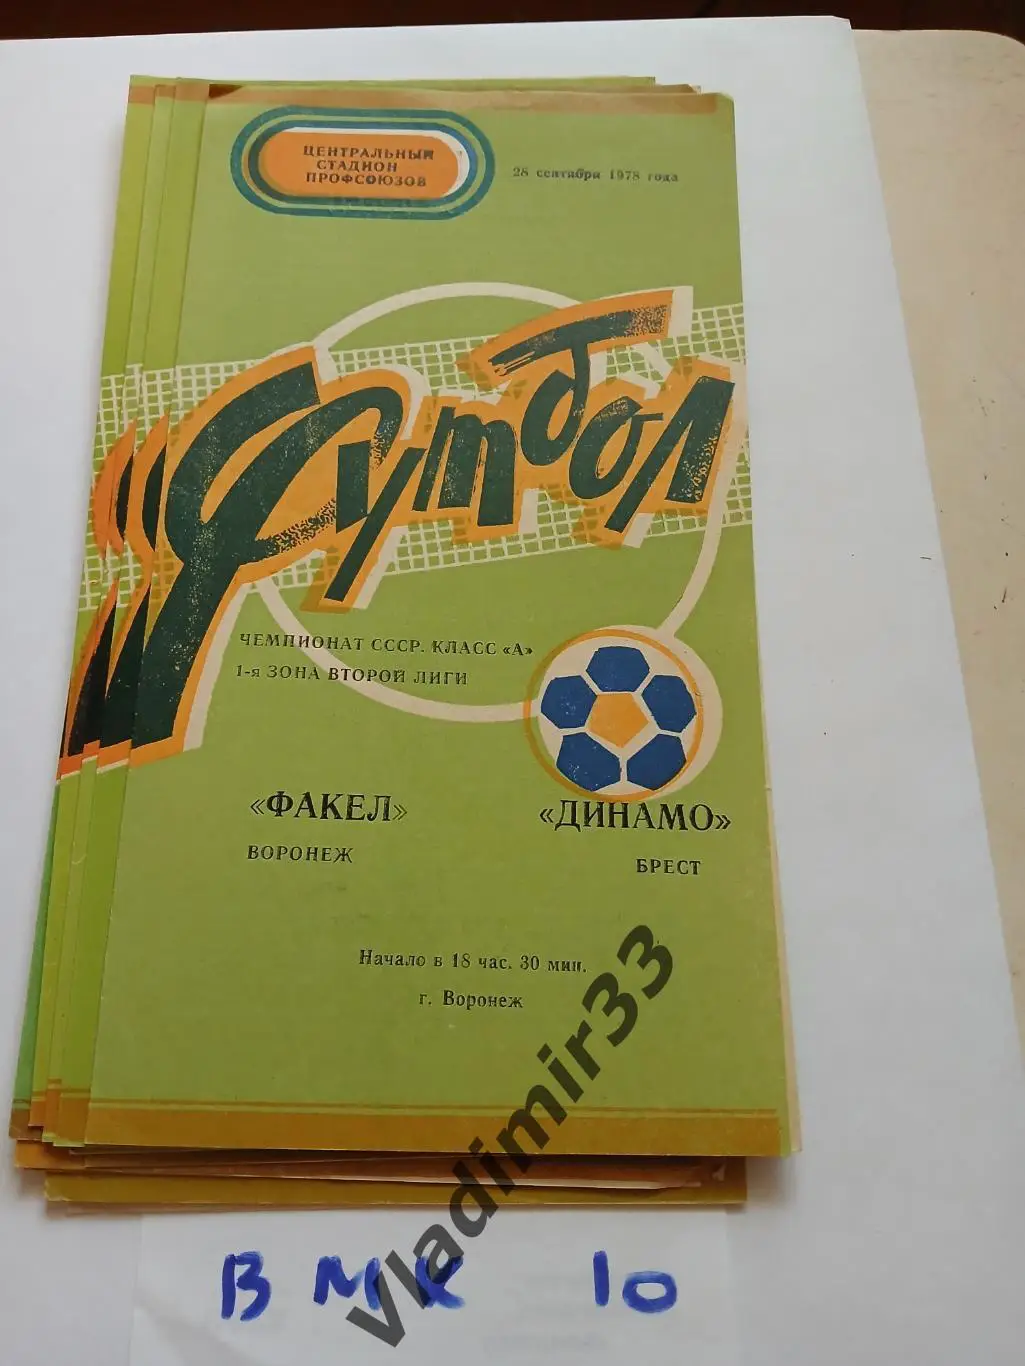 ЦЕНТРАЛЬНЫЙ
СТАДИОН
ПРОФСОЮЗОВ
28 сентября 1978 года
Футбол
ЧЕМПИОНАТ СССР. КЛАСС «А»
1-я ЗОНА ВТОРОЙ ЛИГИ
«ФАКЕЛ» «ДИНАМО»
ВОРОНЕЖ БРЕСТ
Начало в 18 час. 30 мин.
г. Воронеж
Vladimir33
ВМК 10